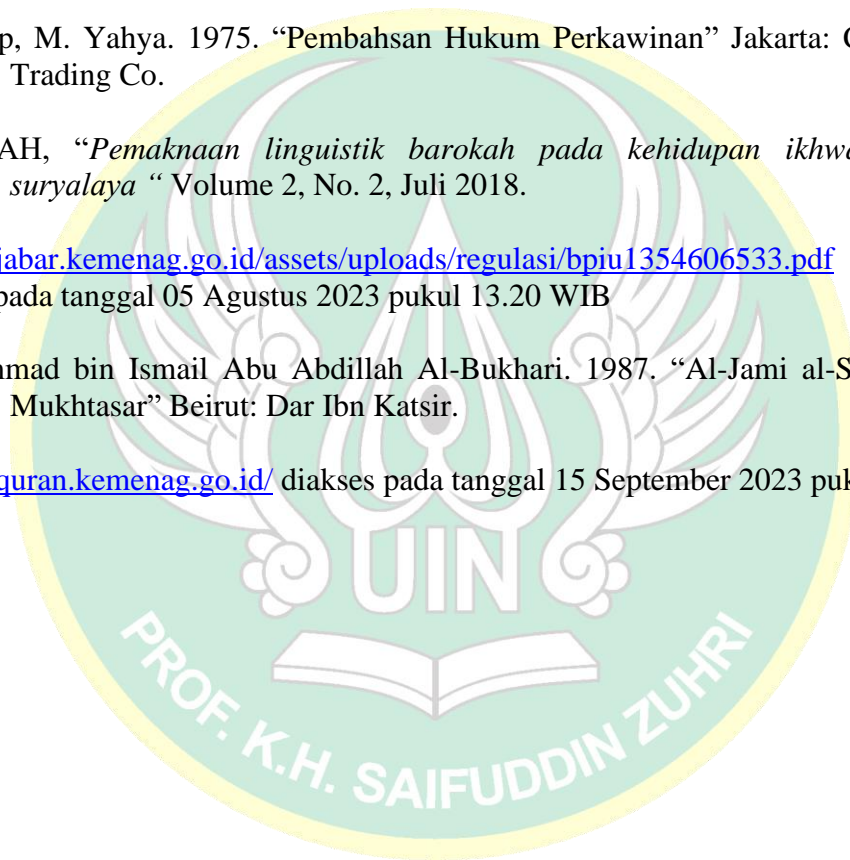 p, M. Yahya. 1975. “Pembahsan Hukum Perkawinan” Jakarta:
Trading Co.
AH, “Pemaknaan linguistik barokah pada kehidupan ikhwa
suryalaya “ Volume 2, No. 2, Juli 2018.
jabar.kemenag.go.id/assets/uploads/regulasi/bpiu1354606533.pdf
pada tanggal 05 Agustus 2023 pukul 13.20 WIB
mad bin Ismail Abu Abdillah Al-Bukhari. 1987. “Al-Jami al-S
Mukhtasar” Beirut: Dar Ibn Katsir.
quran.kemenag.go.id/ diakses pada tanggal 15 September 2023 puk
UIN
PROF. K.H. SAIFUDDIN ZUHRI